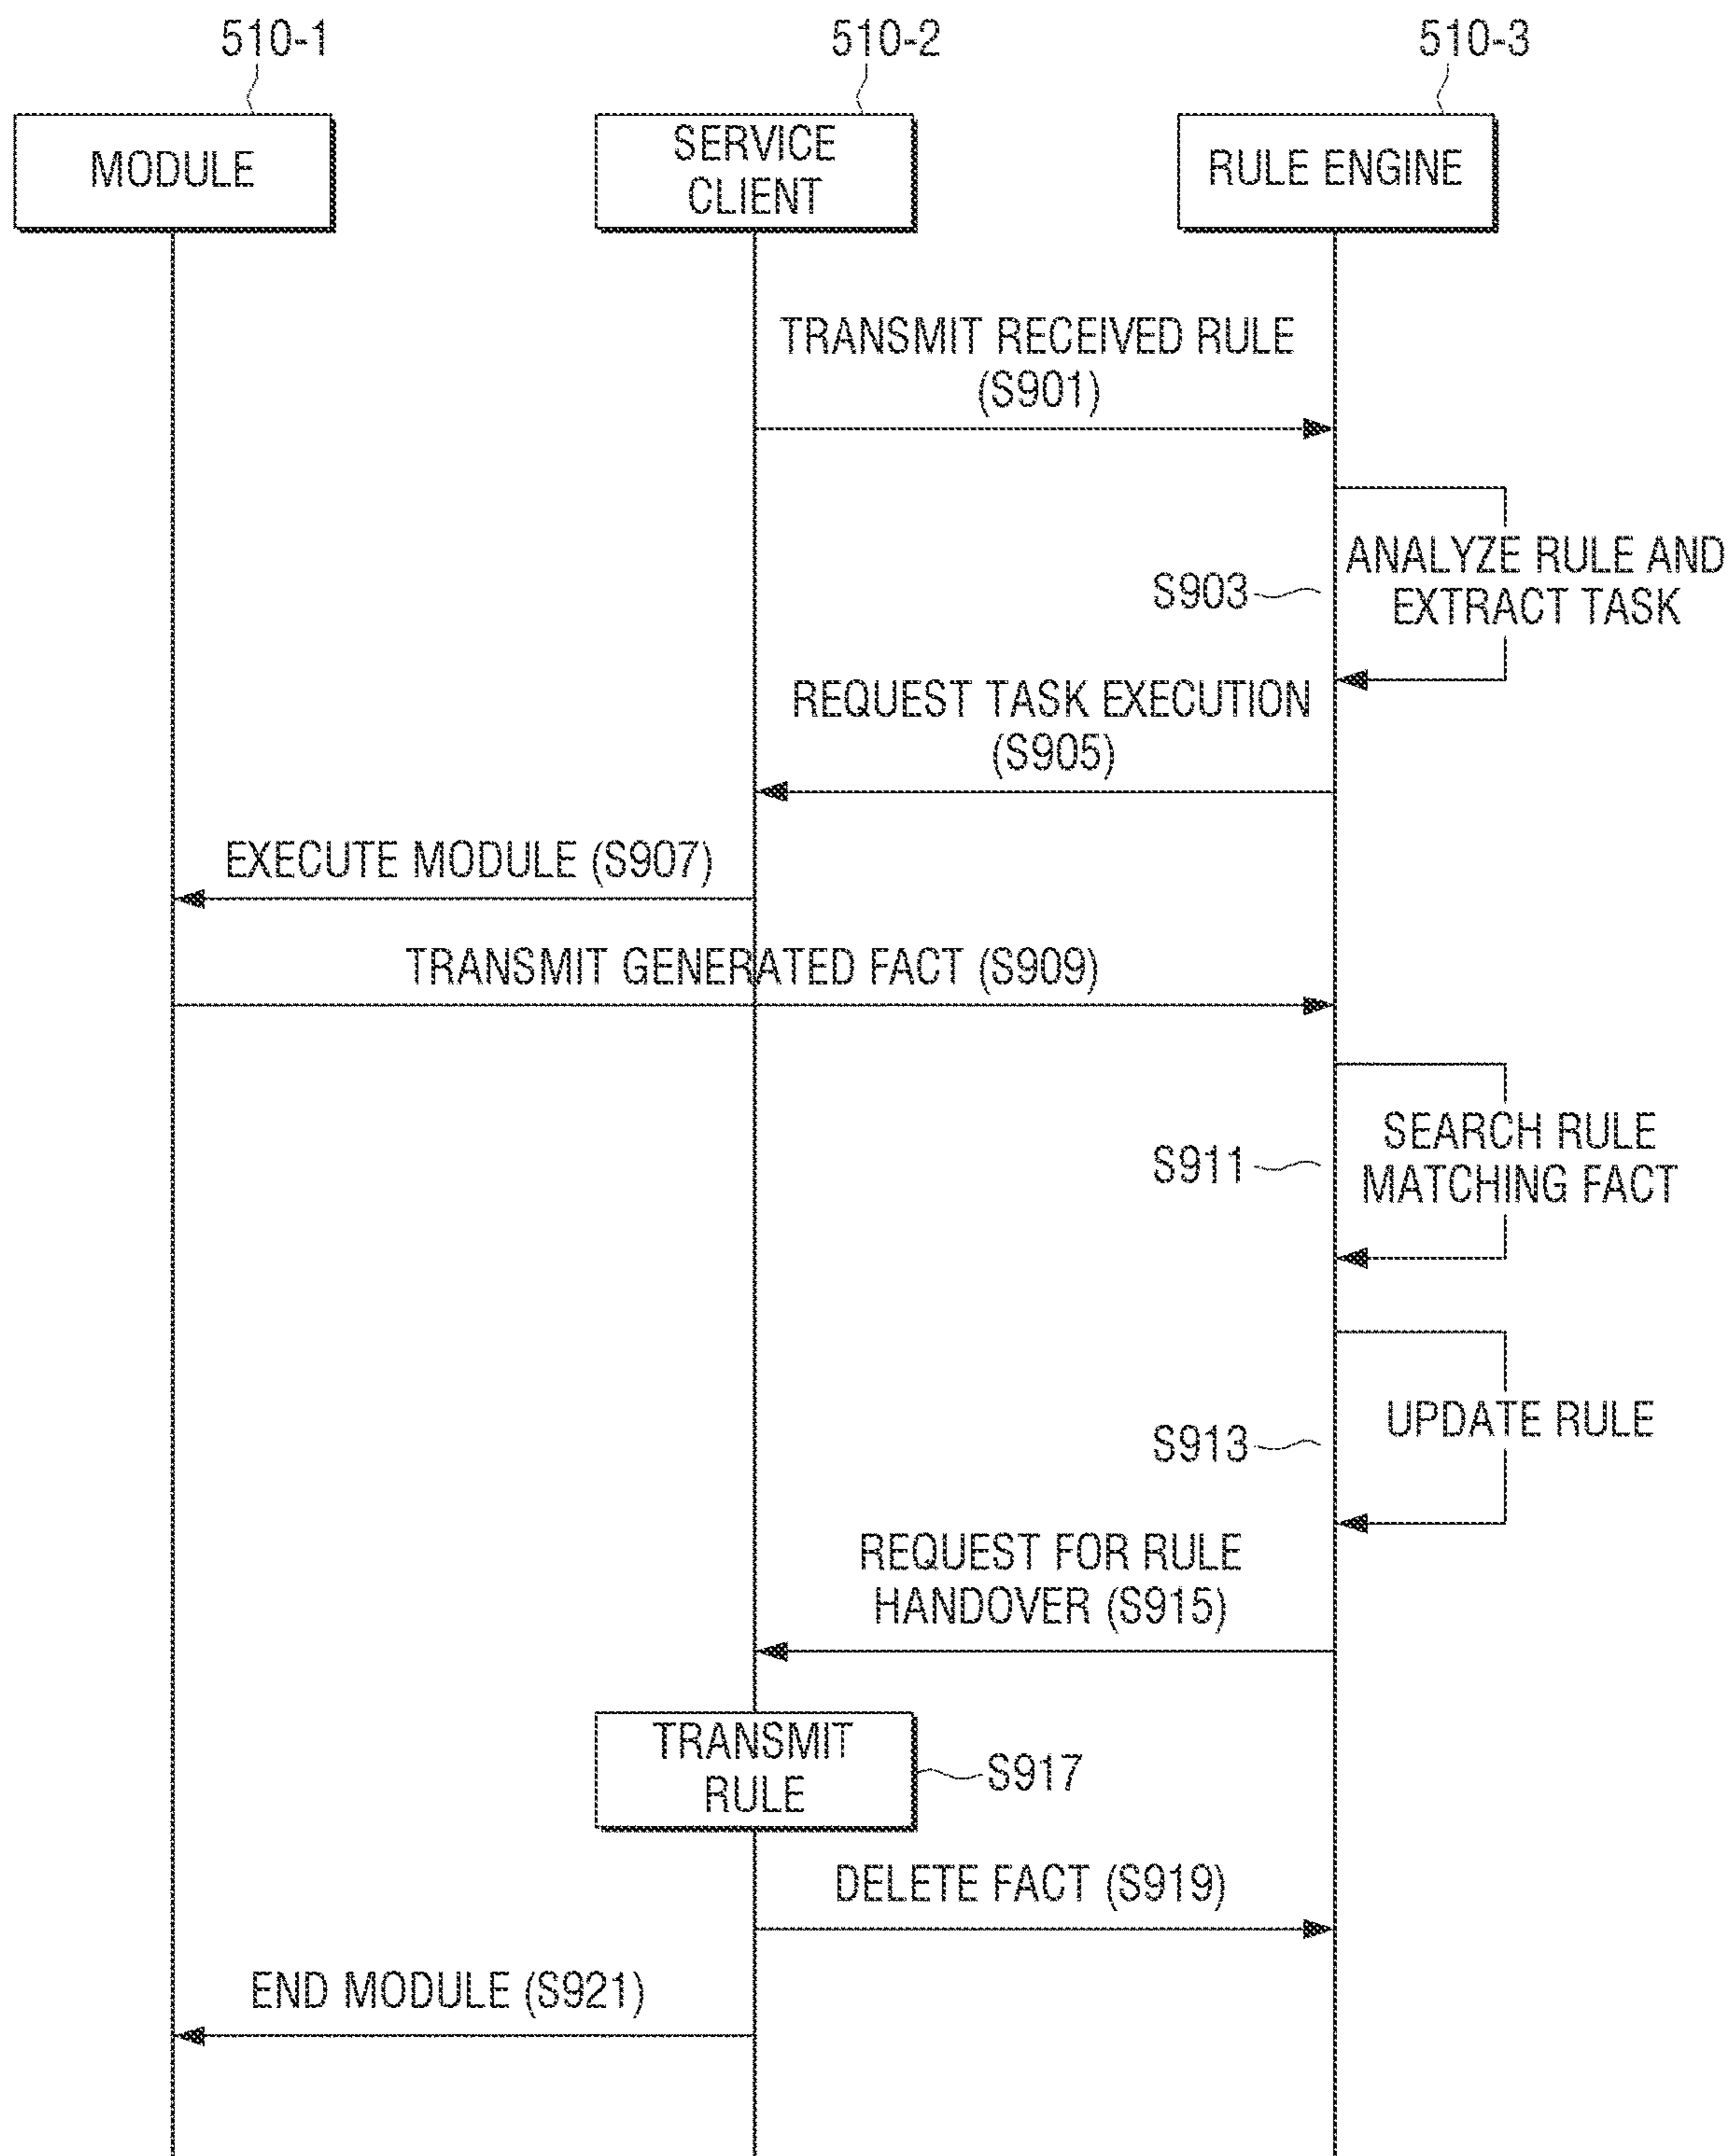 510-1
510-2
510-3
MODULE
SERVICE
CLIENT
RULE ENGINE
TRANSMIT RECEIVED RULE
(S901)
S903
ANALYZE RULE AND
EXTRACT TASK
REQUEST TASK EXECUTION
(S905)
EXECUTE MODULE (S907)
TRANSMIT GENERATED FACT (S909)
S911
SEARCH RULE
MATCHING FACT
S913
UPDATE RULE
REQUEST FOR RULE
HANDOVER (S915)
TRANSMIT
RULE
S917
DELETE FACT (S919)
END MODULE (S921)